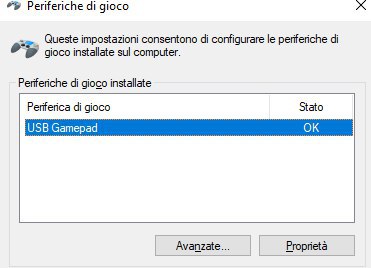 Periferiche di gioco
Queste impostazioni consentono di configurare le periferiche di
gioco installate sul computer.
Periferiche di gioco installate
Periferica di gioco Stato
USB Gamepad OK
Avanzate... Proprietà